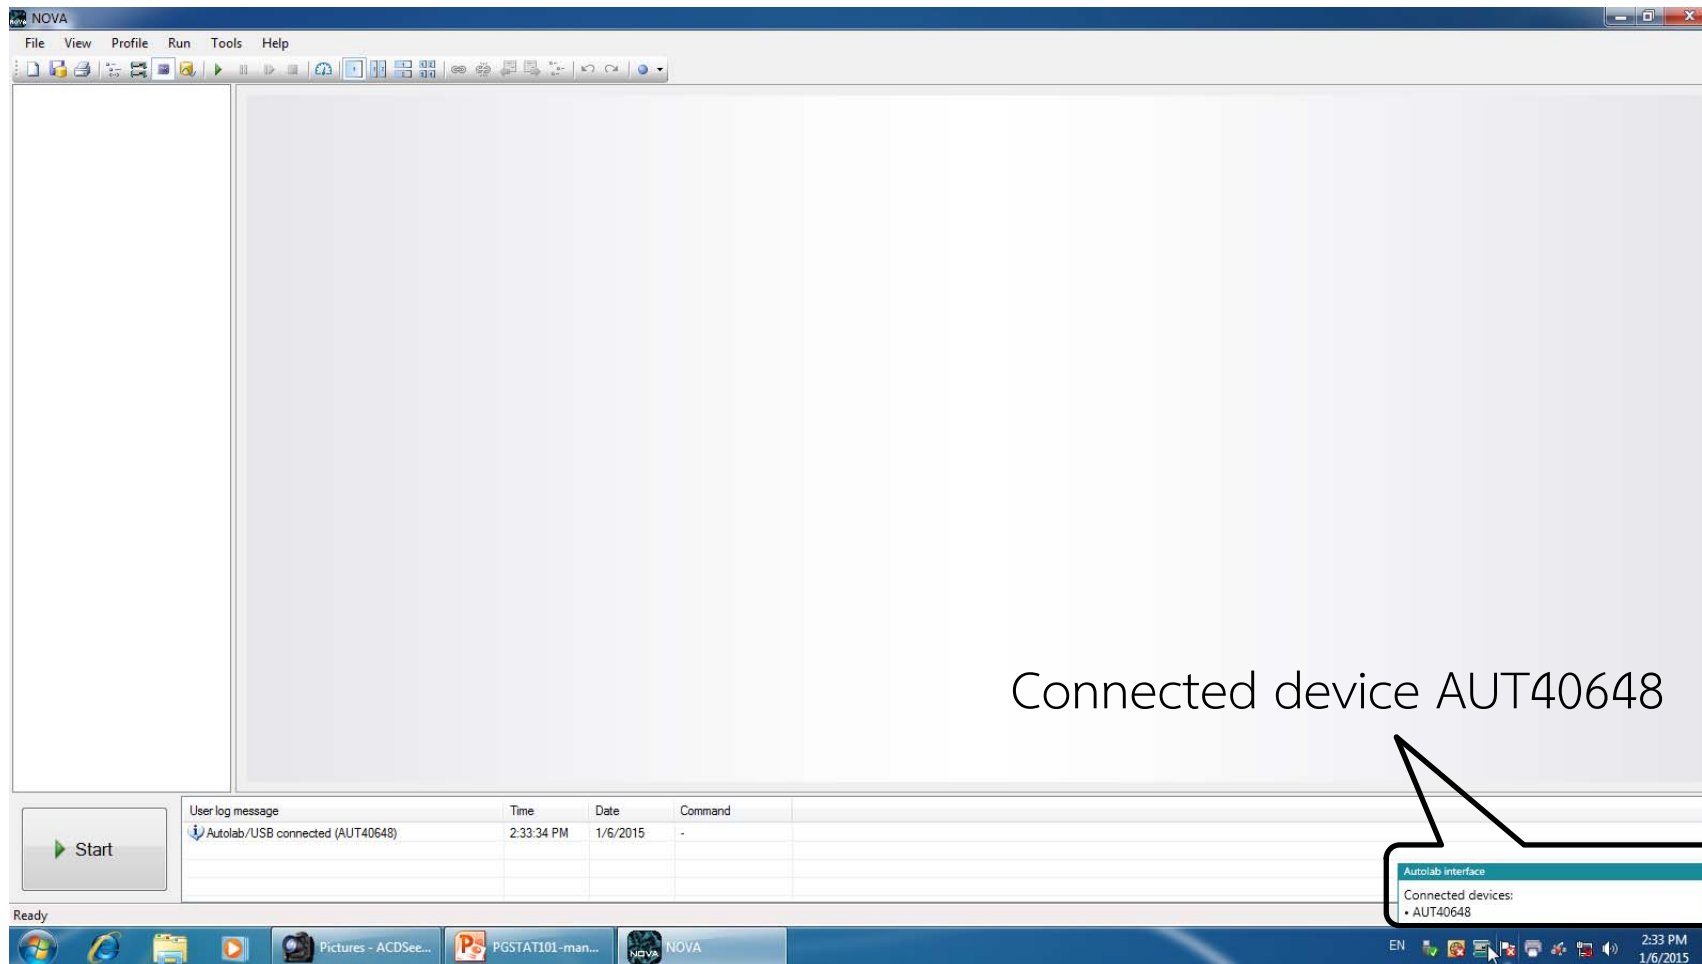 NOVA
File View Profile Run Tools Help
Connected device AUT40648
User log message Time Date Command
Autolab/USB connected (AUT40648) 2:33:34 PM 1/6/2015 -
Start
Autolab interface
Connected devices:
• AUT40648
Ready
Pictures - ACDSee... PGSTAT101-man... NOVA EN 2:33 PM
1/6/2015